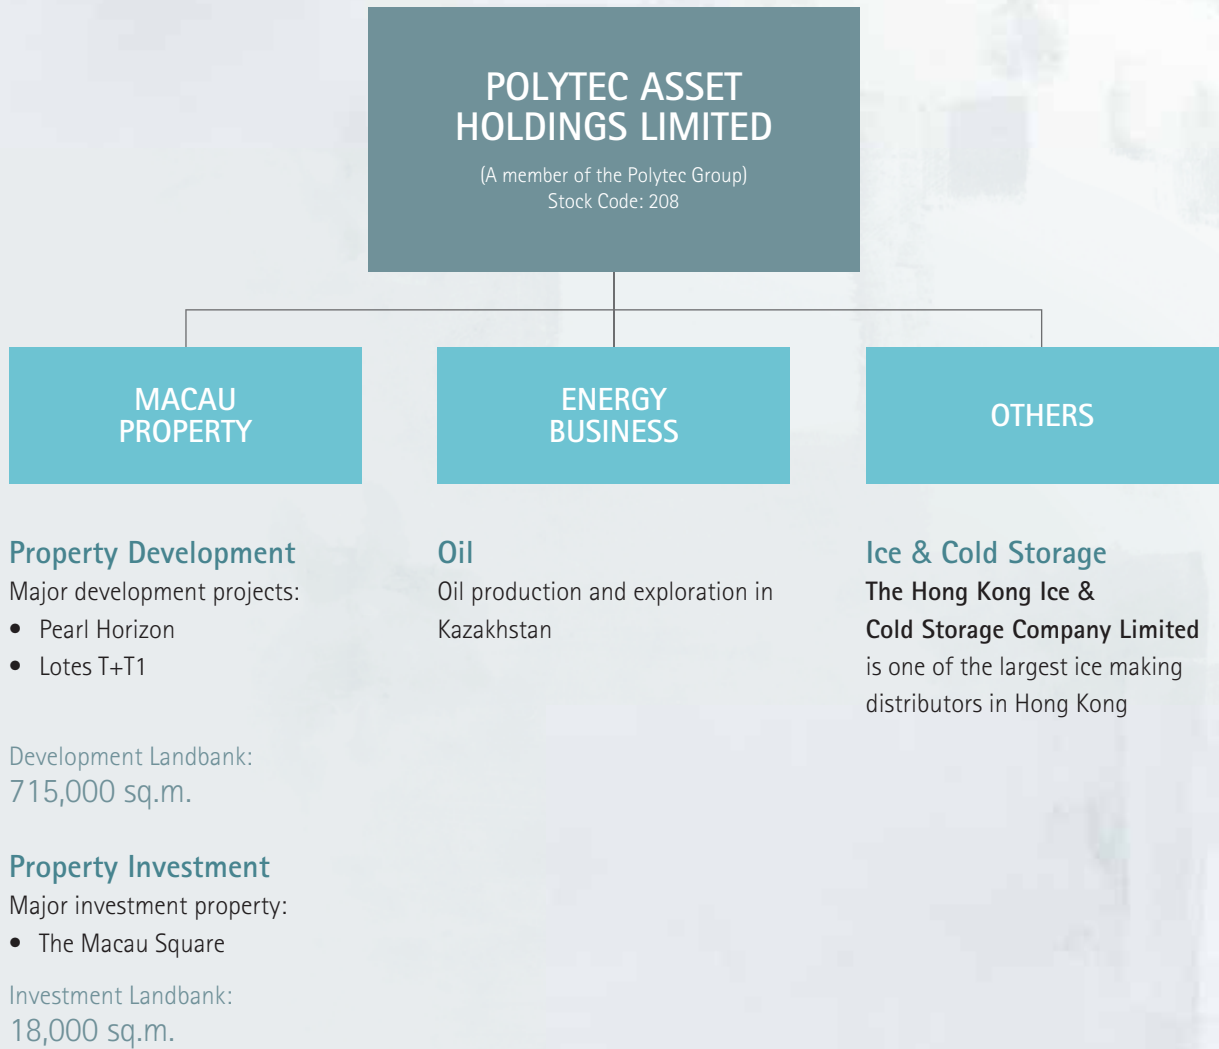 POLYTEC ASSET
HOLDINGS LIMITED
(A member of the Polytec Group)
Stock Code: 208
MACAU
PROPERTY
Property Development
Major development projects:
• Pearl Horizon
• Lotes T+T1
Development Landbank:
715,000 sq.m.
Property Investment
Major investment property:
• The Macau Square
Investment Landbank:
18,000 sq.m.
ENERGY
BUSINESS
Oil
Oil production and exploration in
Kazakhstan
OTHERS
Ice & Cold Storage
The Hong Kong Ice &
Cold Storage Company Limited
is one of the largest ice making
distributors in Hong Kong